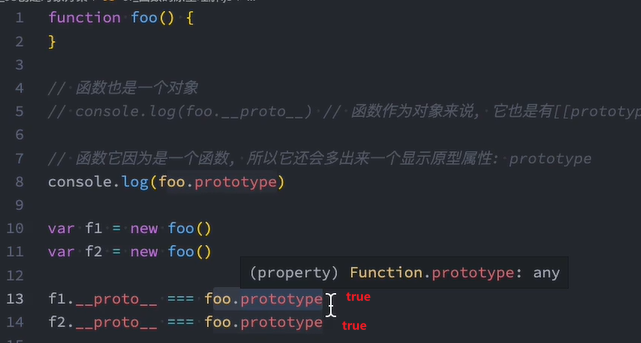 1 function foo() {
2 }
3
4 // 函数也是一个对象
5 // console.log(foo.__proto__) // 函数作为对象来说, 它也是有[[prototyp
6
7 // 函数它因为是一个函数, 所以它还会多出来一个显示原型属性: prototype
8 console.log(foo.prototype)
9
10 var f1 = new foo()
11 var f2 = new foo()
12
(property) Function.prototype: any
13 f1.__proto__ === foo.prototype true
14 f2.__proto__ === foo.prototype true